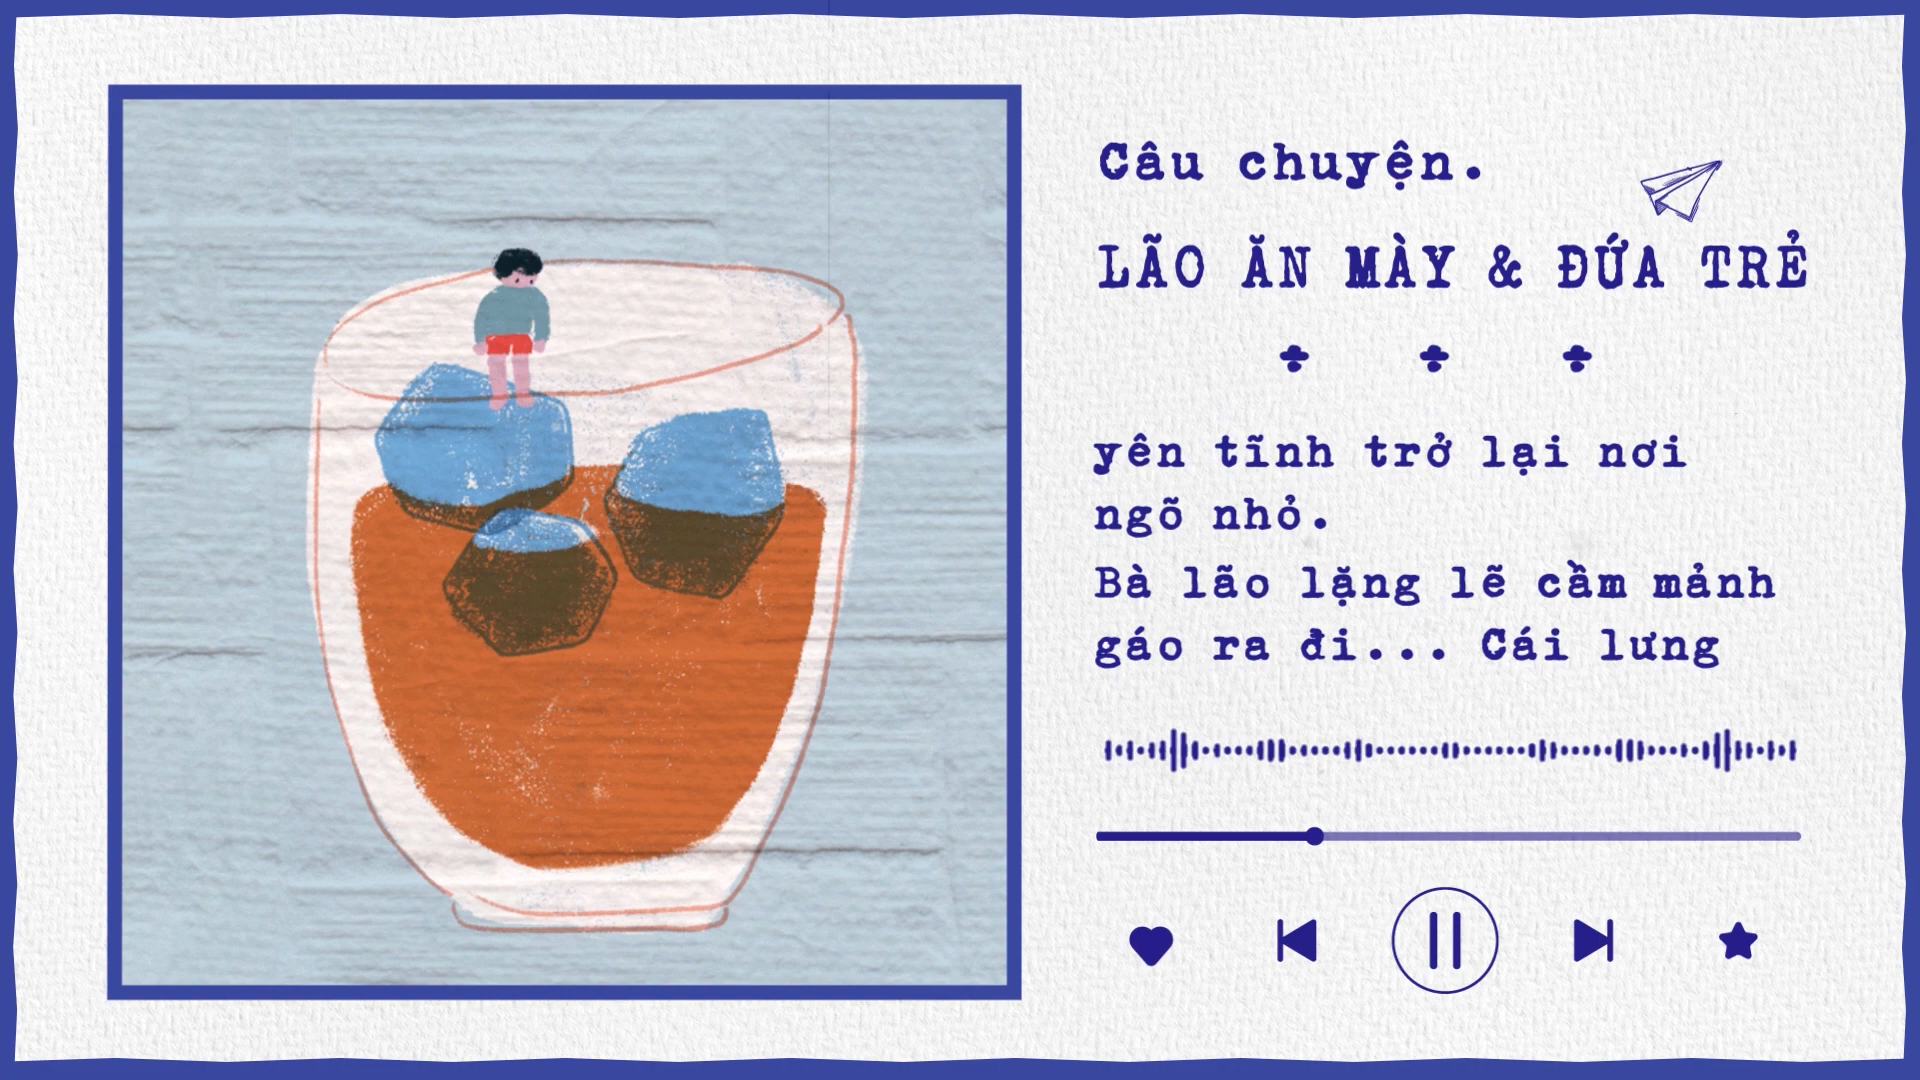 Câu chuyện.
LÃO ĂN MÀY & ĐỨA TRẺ
yên tĩnh trở lại nơi
ngõ nhỏ.
Bà lão lặng lẽ cầm mảnh
gáo ra đi... Cái lưng